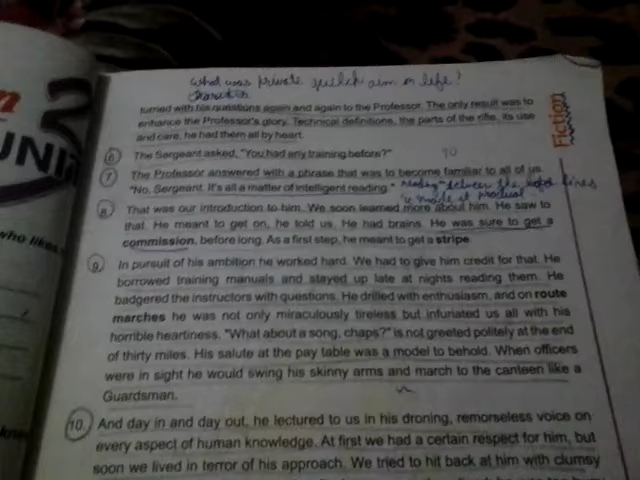 What was private quelch aim in life?
Character
turned with his questions again and again to the Professor. The only result was to
enhance the Professor's glory. Technical definitions, the parts of the rifle, its use
and care, he had them all by heart.
6 The Sergeant asked, "You had any training before?"
7 The Professor answered with a phrase that was to become familiar to all of us.
"No, Sergeant. It's all a matter of intelligent reading." reading between the lines
8. That was our introduction to him. We soon learned more about him. He saw to
that. He meant to get on, he told us. He had brains. He was sure to get a
commission, before long. As a first step, he meant to get a stripe.
9. In pursuit of his ambition he worked hard. We had to give him credit for that. He
borrowed training manuals and stayed up late at nights reading them. He
badgered the instructors with questions. He drilled with enthusiasm, and on route
marches he was not only miraculously tireless but infuriated us all with his
horrible heartiness. "What about a song, chaps?" is not greeted politely at the end
of thirty miles. His salute at the pay table was a model to behold. When officers
were in sight he would swing his skinny arms and march to the canteen like a
Guardsman.
10. And day in and day out, he lectured to us in his droning, remorseless voice on
every aspect of human knowledge. At first we had a certain respect for him, but
soon we lived in terror of his approach. We tried to hit back at him with clumsy
Fiction
2
UNIT
who likes